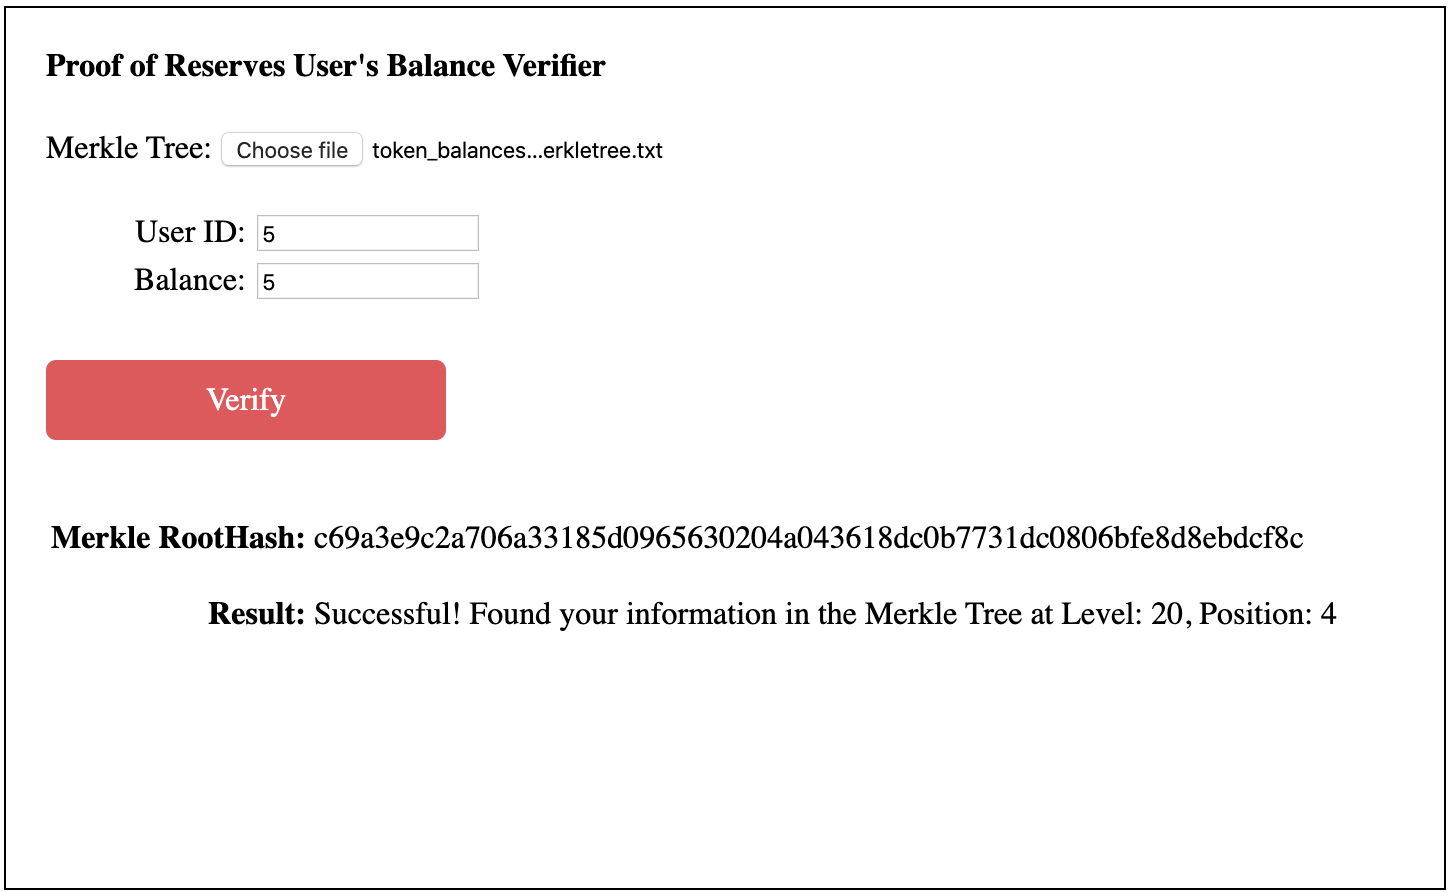 Proof of Reserves User's Balance Verifier
Merkle Tree: Choose file token_balances...erkletree.txt
User ID: 5
Balance: 5
Verify
Merkle RootHash: c69a3e9c2a706a33185d0965630204a043618dc0b7731dc0806bfe8d8ebdcf8c
Result: Successful! Found your information in the Merkle Tree at Level: 20, Position: 4